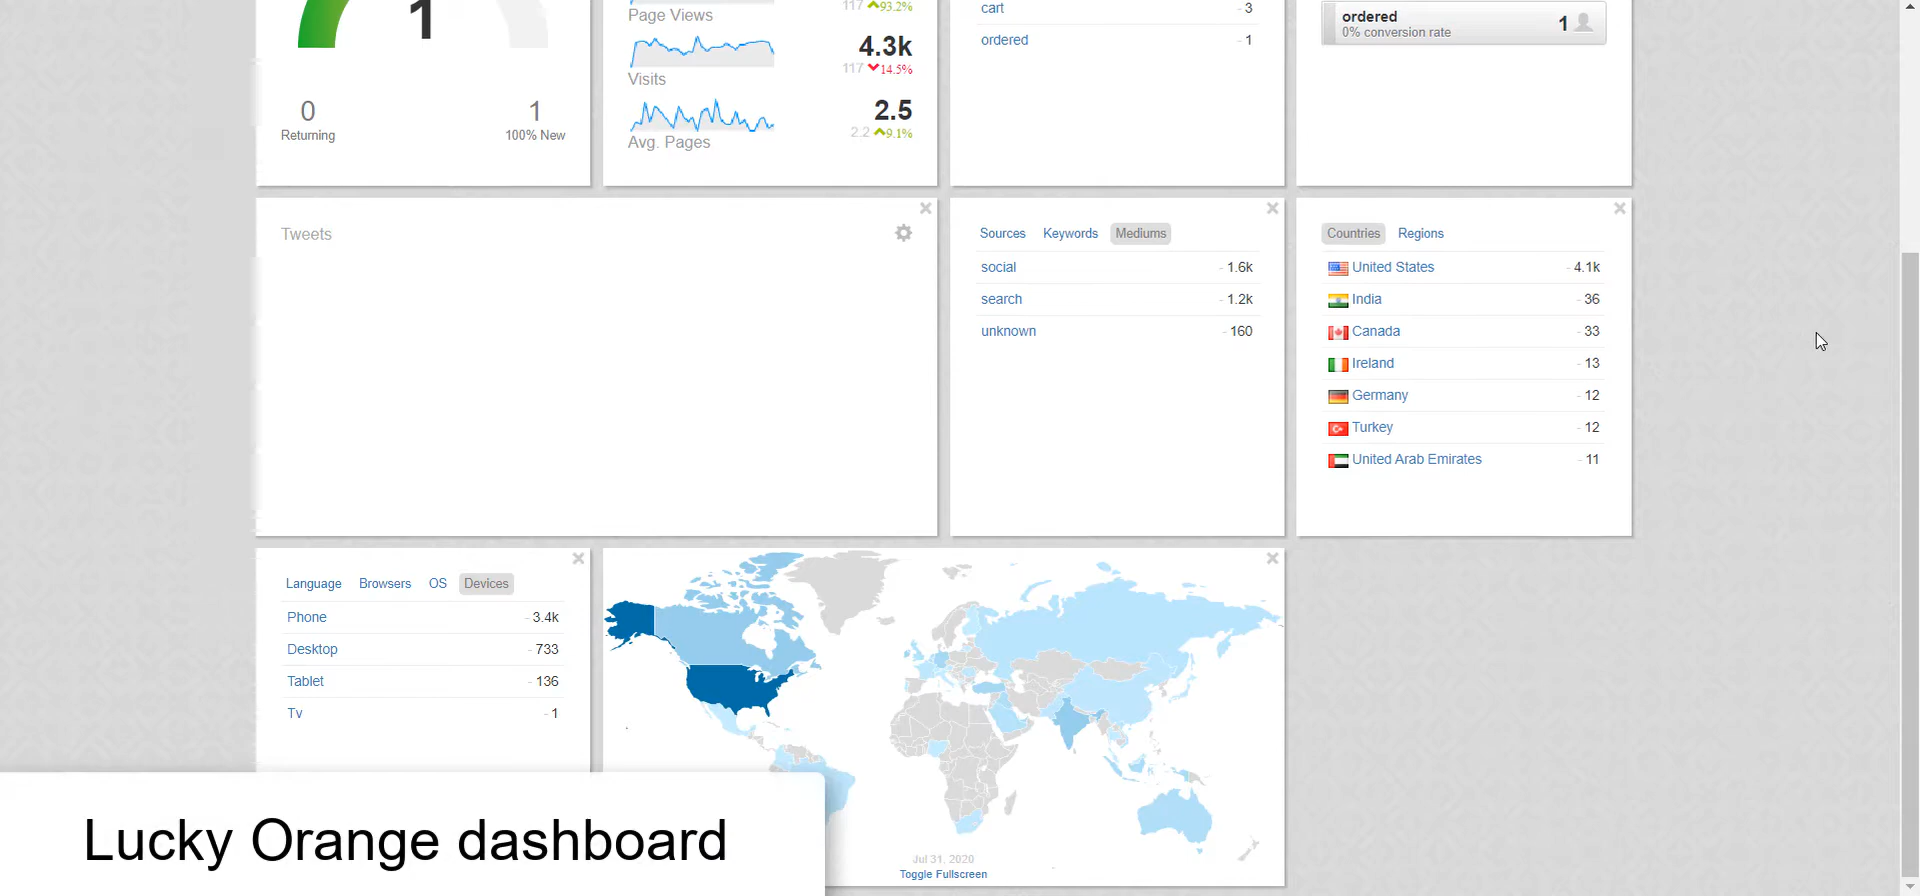 1
0
Returning
1
100% New
Page Views
117 93.2%
4.3k
Visits
117 14.5%
2.5
Avg. Pages
2.2 9.1%
cart - 3
ordered - 1
ordered
0% conversion rate
1
Tweets
Sources Keywords Mediums
social - 1.6k
search - 1.2k
unknown - 160
Countries Regions
United States - 4.1k
India - 36
Canada - 33
Ireland - 13
Germany - 12
Turkey - 12
United Arab Emirates - 11
Language Browsers OS Devices
Phone - 3.4k
Desktop - 733
Tablet - 136
Tv - 1
Jul 31, 2020
Toggle Fullscreen
Lucky Orange dashboard